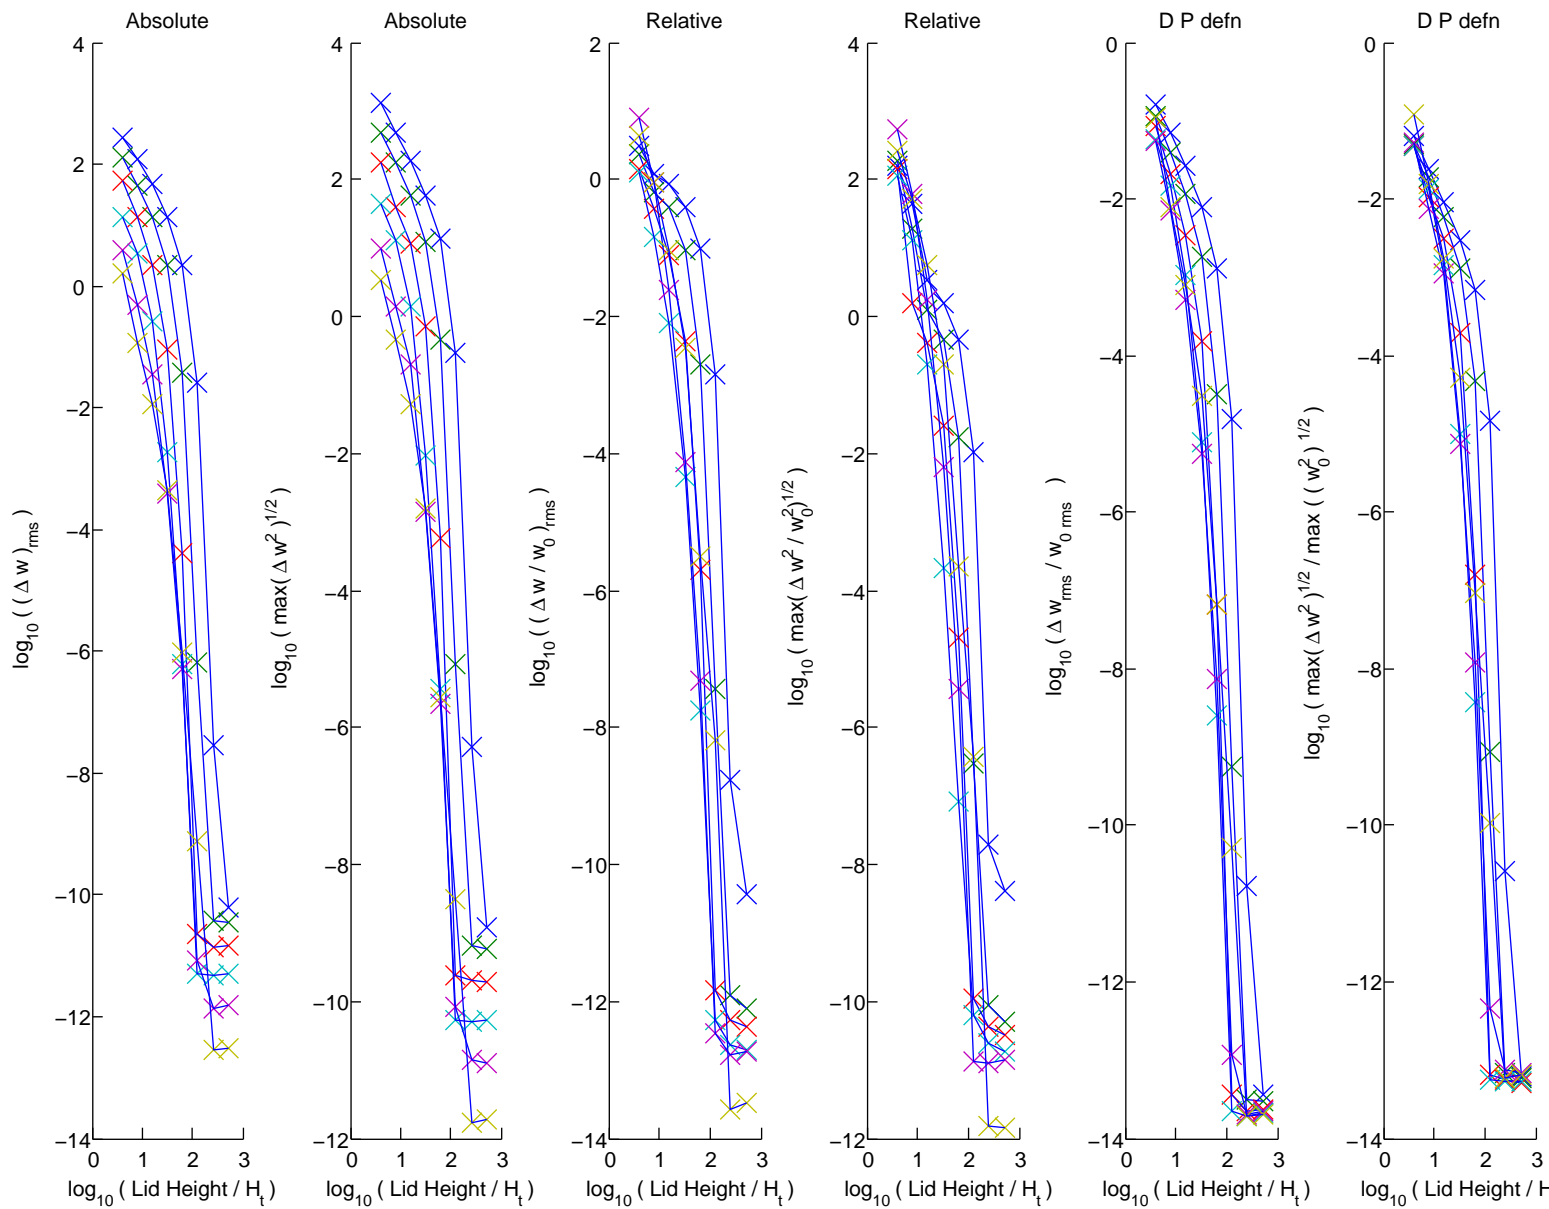 Absolute
4
2
0
−2
−4
−6
−8
−10
−12
−14
0 1 2 3
log10 ( Lid Height / Ht )
log10 ( ( Δ w )rms )
Absolute
4
2
0
−2
−4
−6
−8
−10
−12
0 1 2 3
log10 ( Lid Height / Ht )
log10 ( max( Δ w2 )1/2 )
Relative
2
0
−2
−4
−6
−8
−10
−12
−14
0 1 2 3
log10 ( Lid Height / Ht )
log10 ( ( Δ w / w0 )rms )
Relative
4
2
0
−2
−4
−6
−8
−10
−12
0 1 2 3
log10 ( Lid Height / Ht )
log10 ( max( Δ w2 / w02)1/2 )
D P defn
0
−2
−4
−6
−8
−10
−12
−14
0 1 2 3
log10 ( Lid Height / Ht )
log10 ( Δ wrms / w0 rms )
D P defn
0
−2
−4
−6
−8
−10
−12
−14
0 1 2 3
log10 ( Lid Height / H
log10 ( max( Δ w2 )1/2 / max ( ( w02 ) 1/2 )